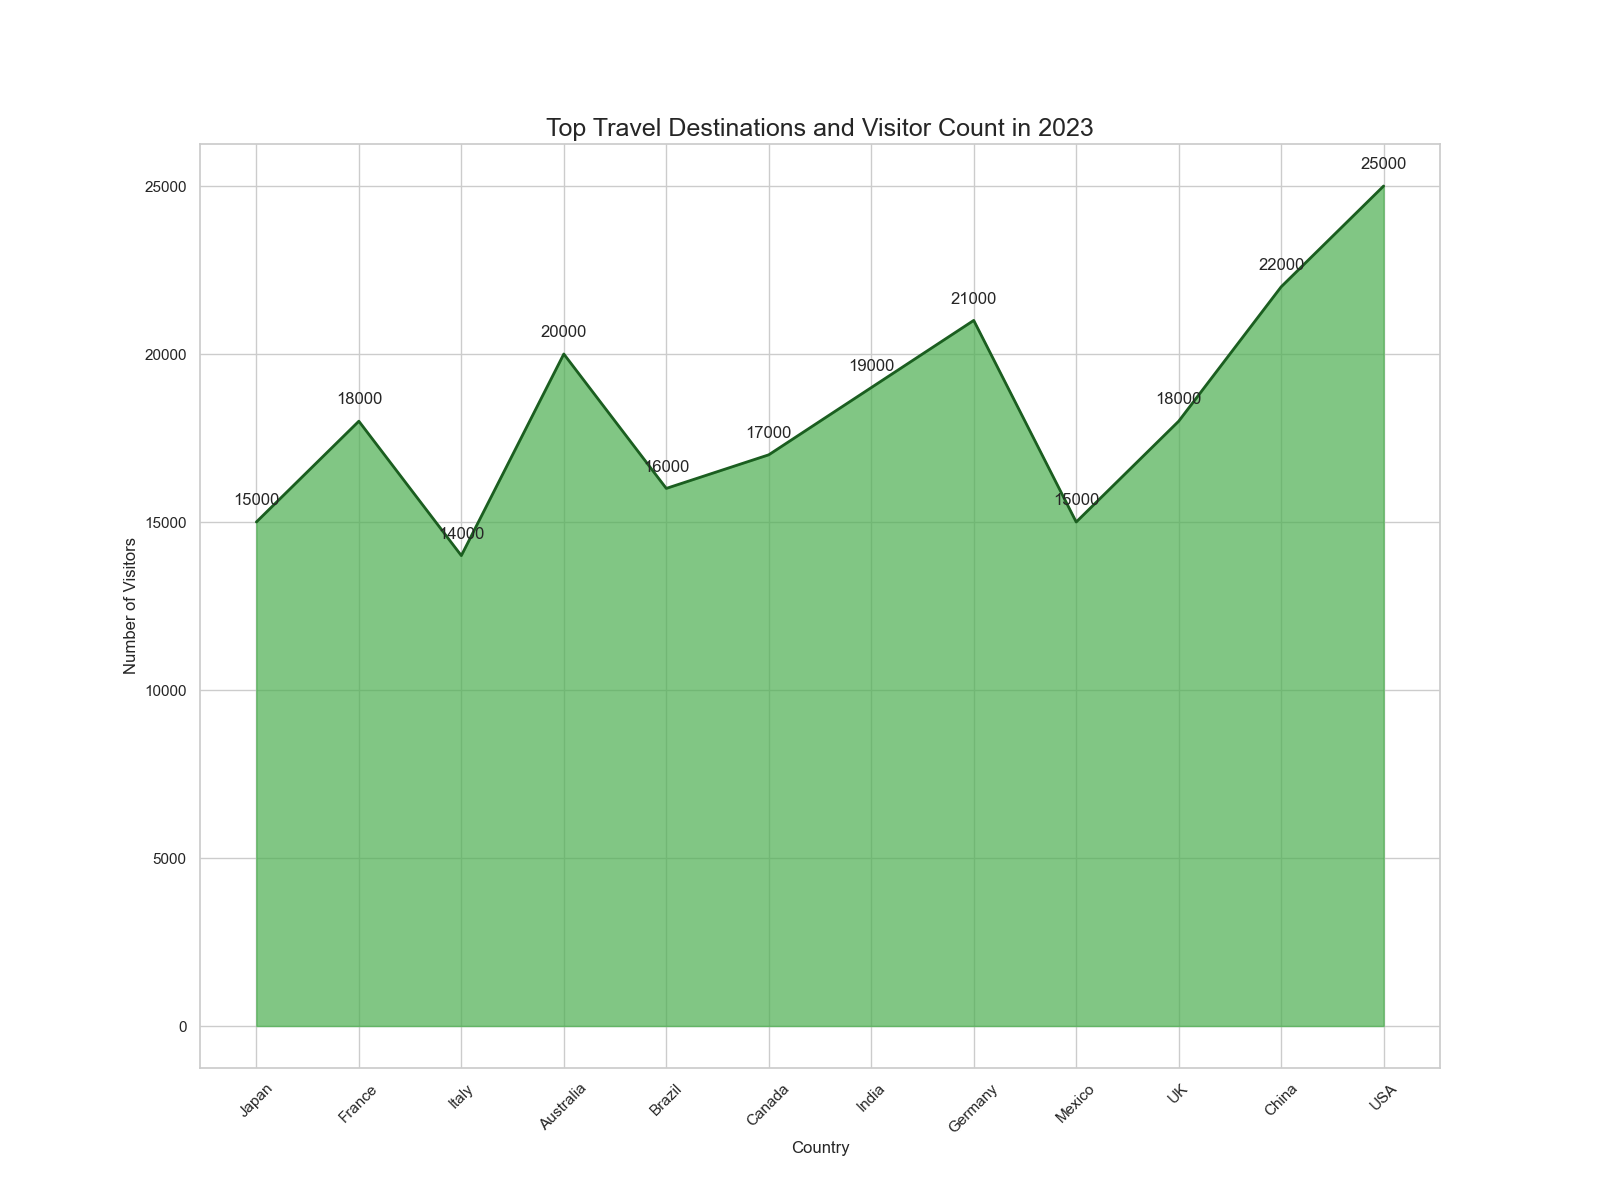 Top Travel Destinations and Visitor Count in 2023
25000
20000
15000
10000
5000
0
Number of Visitors
15000
18000
14000
20000
16000
17000
19000
21000
15000
18000
22000
25000
Japan
France
Italy
Australia
Brazil
Canada
India
Germany
Mexico
UK
China
USA
Country